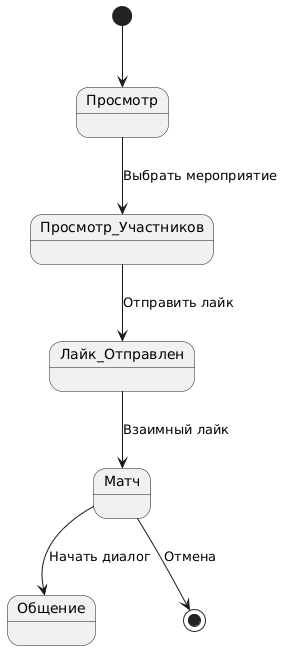 Просмотр
Выбрать мероприятие
Просмотр_Участников
Отправить лайк
Лайк_Отправлен
Взаимный лайк
Матч
Начать диалог
Отмена
Общение